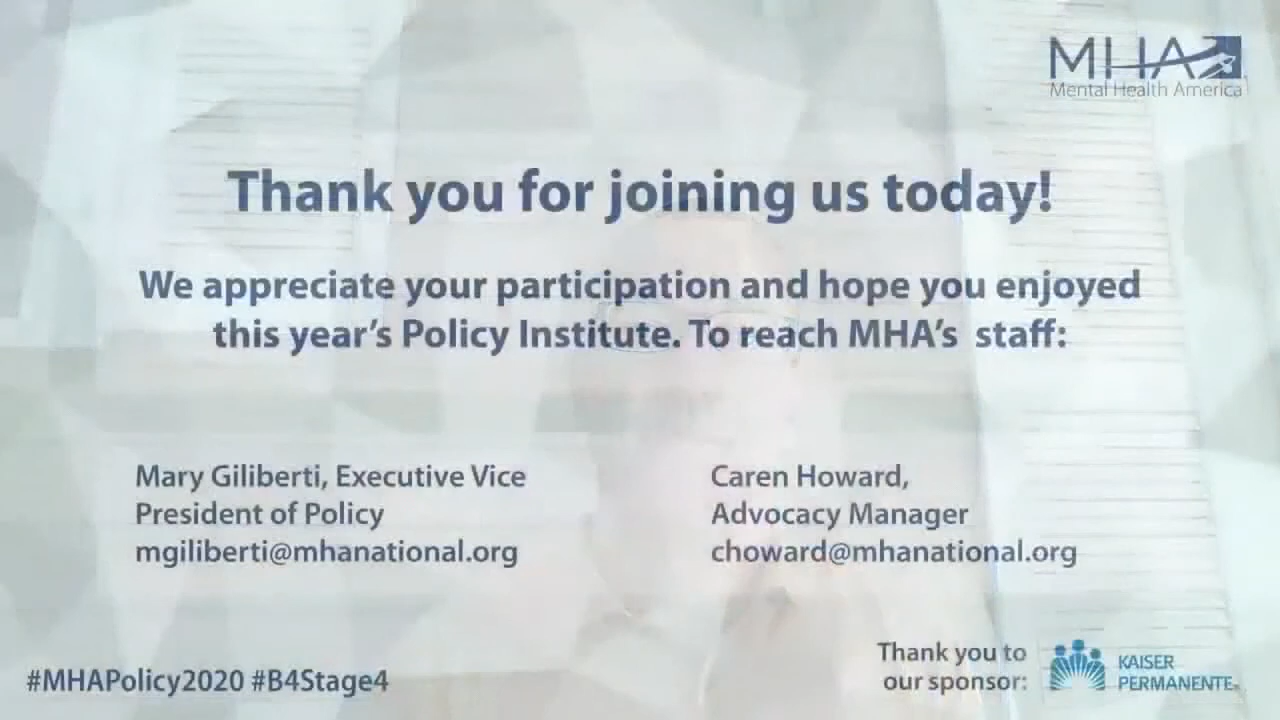 MHA
Mental Health America
Thank you for joining us today!
We appreciate your participation and hope you enjoyed
this year’s Policy Institute. To reach MHA’s  staff:
Mary Giliberti, Executive Vice
President of Policy
mgiliberti@mhanational.org
Caren Howard,
Advocacy Manager
choward@mhanational.org
#MHAPolicy2020 #B4Stage4
Thank you to
our sponsor:
KAISER
PERMANENTE®